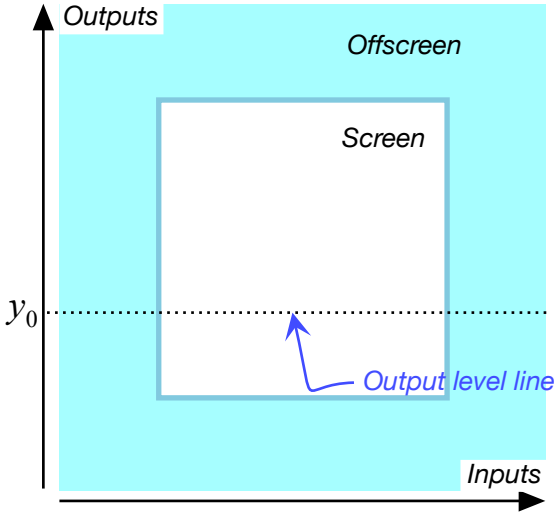 Outputs
Offscreen
Screen
y₀
Output level line
Inputs